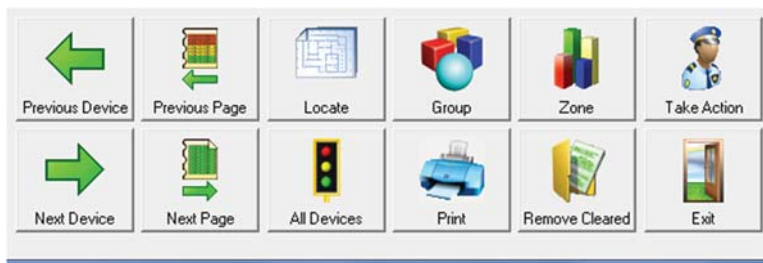 Previous Device
Previous Page
Locate
Group
Zone
Take Action
Next Device
Next Page
All Devices
Print
Remove Cleared
Exit